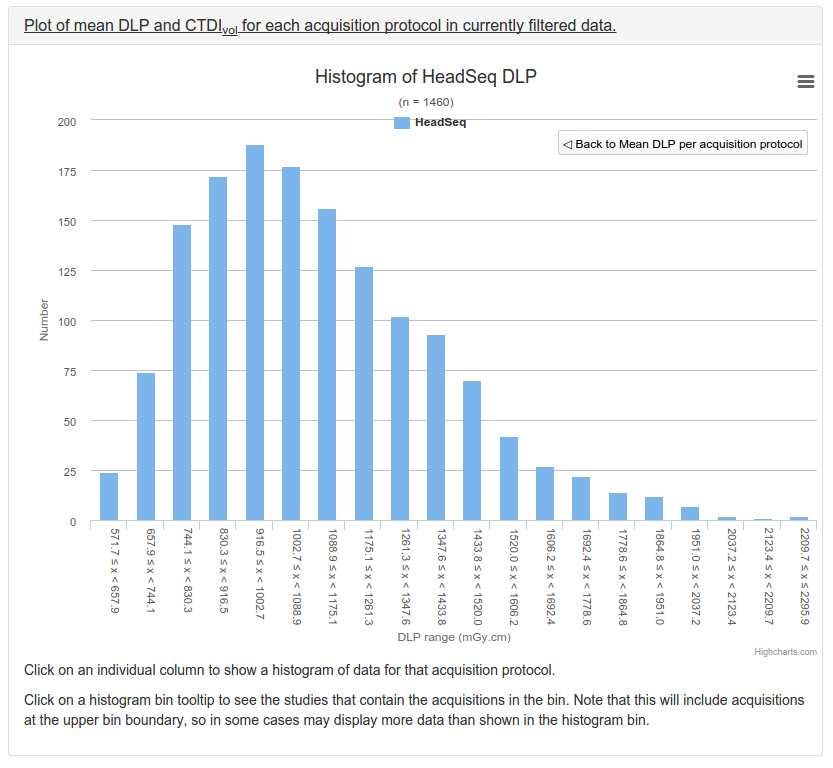 Plot of mean DLP and CTDIvol for each acquisition protocol in currently filtered data.
Histogram of HeadSeq DLP
(n = 1460)
HeadSeq
◁ Back to Mean DLP per acquisition protocol
Number
200
175
150
125
100
75
50
25
0
571.7 ≤ x < 657.9
657.9 ≤ x < 744.1
744.1 ≤ x < 830.3
830.3 ≤ x < 916.5
916.5 ≤ x < 1002.7
1002.7 ≤ x < 1088.9
1088.9 ≤ x < 1175.1
1175.1 ≤ x < 1261.3
1261.3 ≤ x < 1347.6
1347.6 ≤ x < 1433.8
1433.8 ≤ x < 1520.0
1520.0 ≤ x < 1606.2
1606.2 ≤ x < 1692.4
1692.4 ≤ x < 1778.6
1778.6 ≤ x < 1864.8
1864.8 ≤ x < 1951.0
1951.0 ≤ x < 2037.2
2037.2 ≤ x < 2123.4
2123.4 ≤ x < 2209.7
2209.7 ≤ x ≤ 2295.9
DLP range (mGy.cm)
Highcharts.com
Click on an individual column to show a histogram of data for that acquisition protocol.
Click on a histogram bin tooltip to see the studies that contain the acquisitions in the bin. Note that this will include acquisitions
at the upper bin boundary, so in some cases may display more data than shown in the histogram bin.